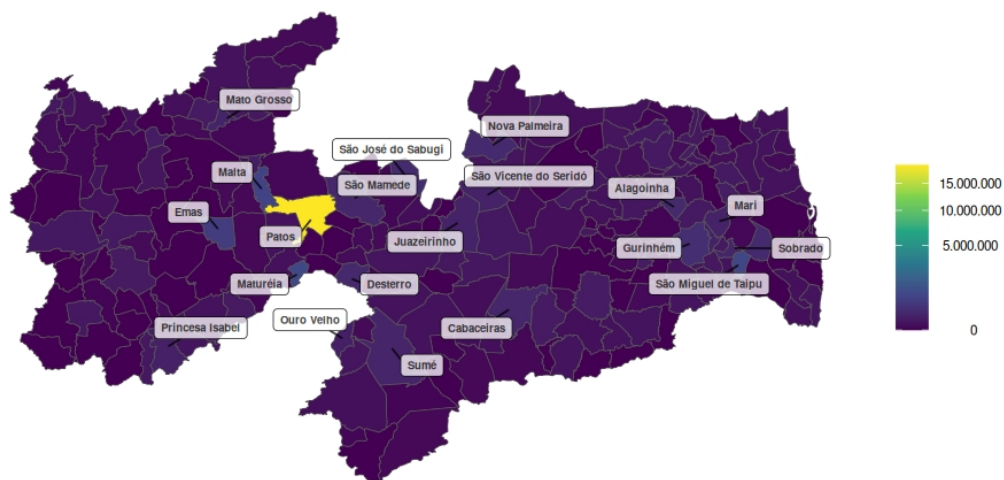 Mato Grosso
Nova Palmeira
São José do Sabugi
Malta
São Mamede
São Vicente do Seridó
Alagoinha
Emas
Mari
Patos
Juazeirinho
Gurinhém
Sobrado
Maturéia
Desterro
São Miguel de Taipu
Princesa Isabel
Ouro Velho
Cabaceiras
Sumé
15.000.000
10.000.000
5.000.000
0